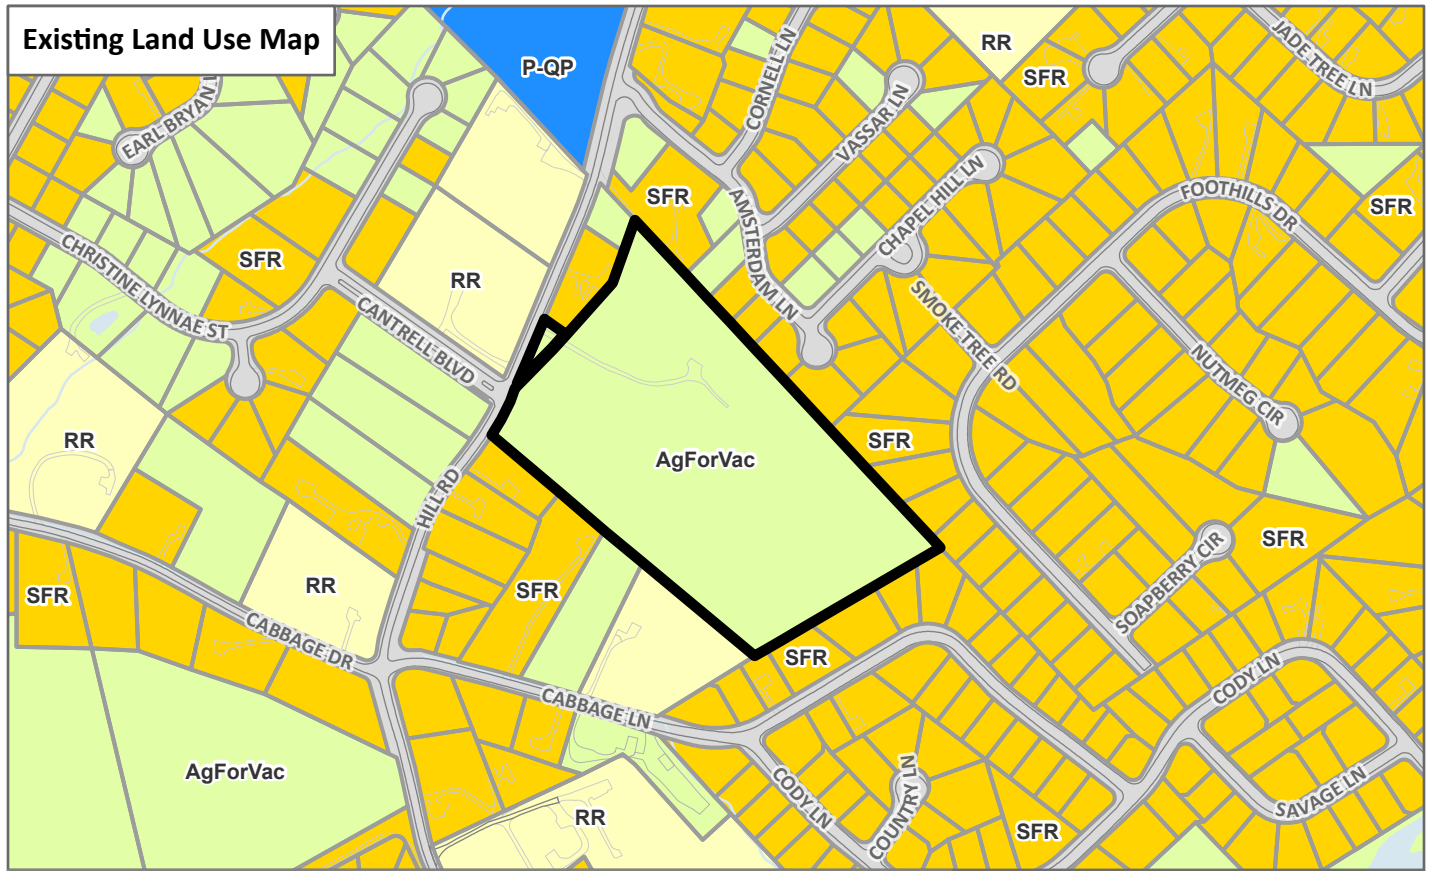 Existing Land Use Map
P-QP
RR
SFR
JADE TREE LN
CORNELL LN
VASSAR LN
EARL BRYAN
CHAPEL HILL LN
FOOTHILLS DR
SFR
SFR
AMSTERDAM LN
CHRISTINE LYNNAE ST
SFR
RR
CANTRELL BLVD
SMOKE TREE RD
NUTMEG CIR
RR
SFR
AgForVac
HILL RD
SFR
SOAPBERRY CIR
SFR
RR
SFR
CABBAGE DR
SFR
CABBAGE LN
CODY LN
AgForVac
CODY LN
COUNTRY LN
SAVAGE LN
RR
SFR